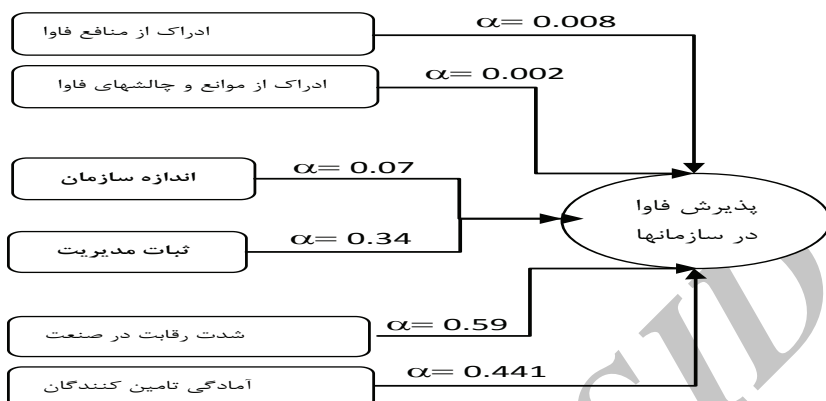 ادراک از منافع فاوا
α= 0.008
ادراک از موانع و چالشهای فاوا
α= 0.002
اندازه سازمان
α= 0.07
ثبات مدیریت
α= 0.34
پذیرش فاوا
در سازمانها
شدت رقابت در صنعت
α= 0.59
آمادگی تامین کنندگان
α= 0.441
SID